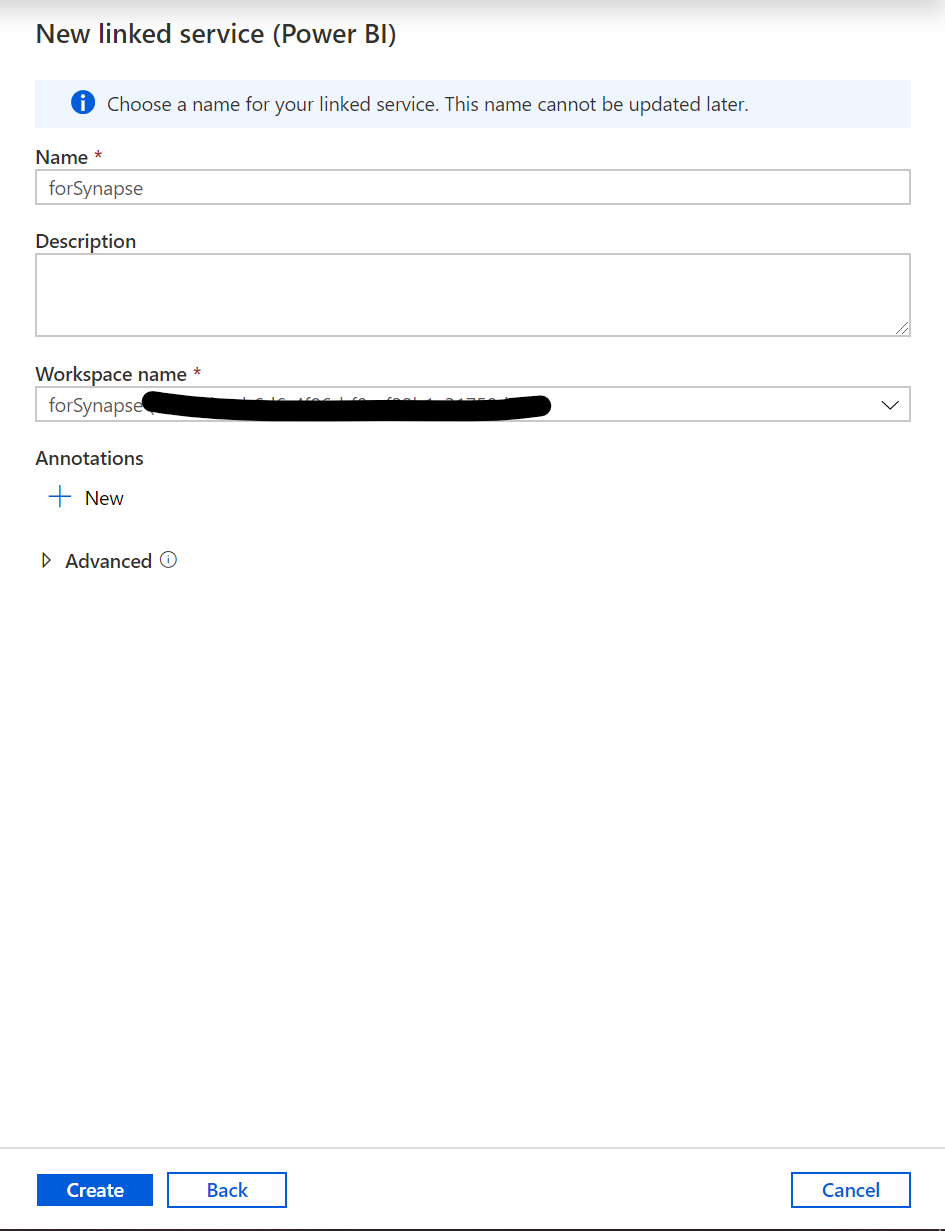 New linked service (Power BI)
Choose a name for your linked service. This name cannot be updated later.
Name *
forSynapse
Description
Workspace name *
forSynapse
Annotations
New
Advanced
Create
Back
Cancel